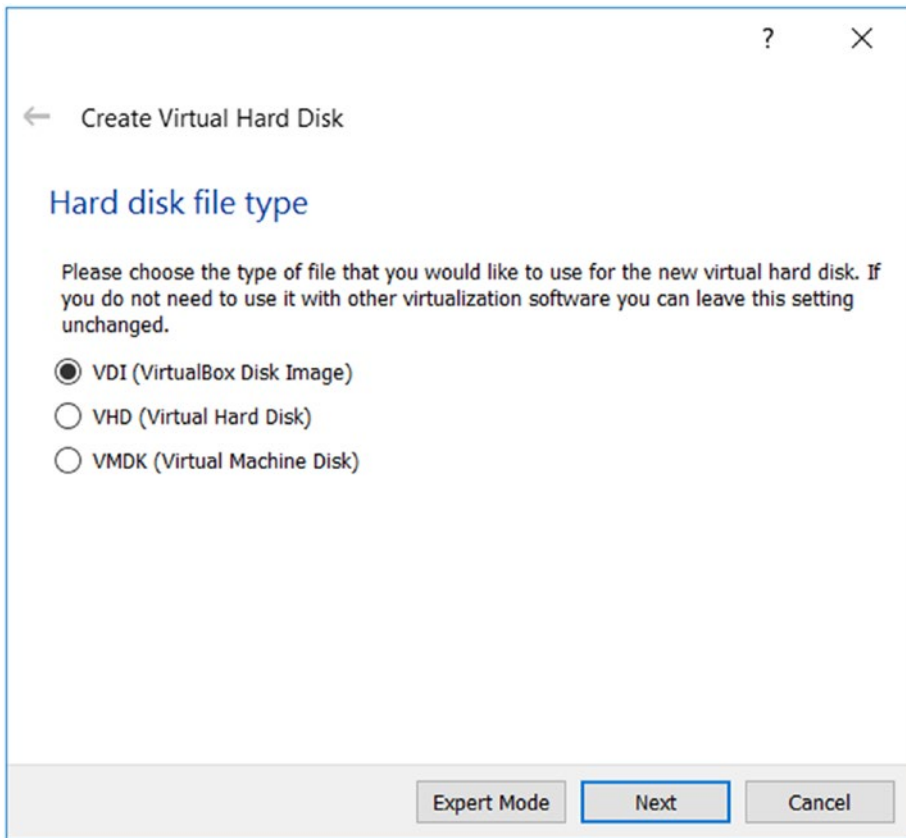 ?
Create Virtual Hard Disk
Hard disk file type
Please choose the type of file that you would like to use for the new virtual hard disk. If
you do not need to use it with other virtualization software you can leave this setting
unchanged.
VDI (VirtualBox Disk Image)
VHD (Virtual Hard Disk)
VMDK (Virtual Machine Disk)
Expert Mode Next Cancel